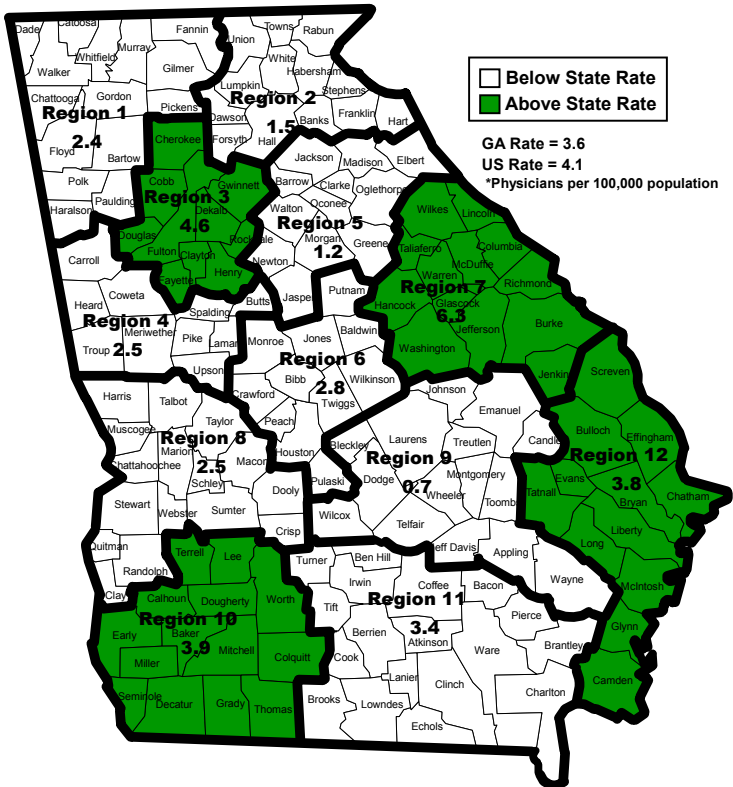 Dade
Catoosa
Fannin
Towns
Rabun
Union
Murray
Whitfield
White
Walker
Gilmer
Habersham
Below State Rate
Lumpkin
Stephens
Chattooga
Gordon
Region 2
Above State Rate
Region 1
Pickens
Dawson
1.5
Banks
Franklin
Hart
2.4
Cherokee
Forsyth
Hall
GA Rate = 3.6
Floyd
Bartow
Jackson
Madison
Elbert
US Rate = 4.1
Polk
Cobb
Gwinnett
Barrow
Clarke
Oglethorpe
*Physicians per 100,000 population
Haralson
Paulding
Region 3
Dekalb
Walton
Oconee
Wilkes
Lincoln
4.6
Region 5
Douglas
Rockdale
Morgan
Greene
Taliaferro
Columbia
Carroll
Fulton
Clayton
Newton
1.2
McDuffie
Fayette
Henry
Warren
Richmond
Jasper
Putnam
Region 7
Heard
Coweta
Butts
Hancock
Glascock
Spalding
6.3
Region 4
Meriwether
Jones
Baldwin
Jefferson
Burke
Troup
2.5
Pike
Lamar
Monroe
Washington
Region 6
Upson
Bibb
2.8
Wilkinson
Jenkins
Screven
Harris
Talbot
Crawford
Twiggs
Johnson
Emanuel
Taylor
Peach
Bulloch
Effingham
Muscogee
Region 8
Houston
Bleckley
Laurens
Treutlen
Candler
Marion
Region 9
Region 12
Chattahoochee
2.5
Macon
Pulaski
Dodge
0.7
Montgomery
Evans
3.8
Schley
Dooly
Wheeler
Tattnall
Bryan
Chatham
Stewart
Webster
Sumter
Wilcox
Telfair
Toombs
Liberty
Crisp
Long
Quitman
Terrell
Lee
Turner
Ben Hill
Jeff Davis
Appling
Randolph
Irwin
Coffee
Bacon
Wayne
McIntosh
Clay
Calhoun
Dougherty
Worth
Tift
Region 11
Pierce
Region 10
Early
Baker
3.9
Mitchell
Berrien
3.4
Atkinson
Ware
Brantley
Glynn
Miller
Colquitt
Cook
Lanier
Clinch
Camden
Seminole
Decatur
Grady
Thomas
Brooks
Lowndes
Charlton
Echols